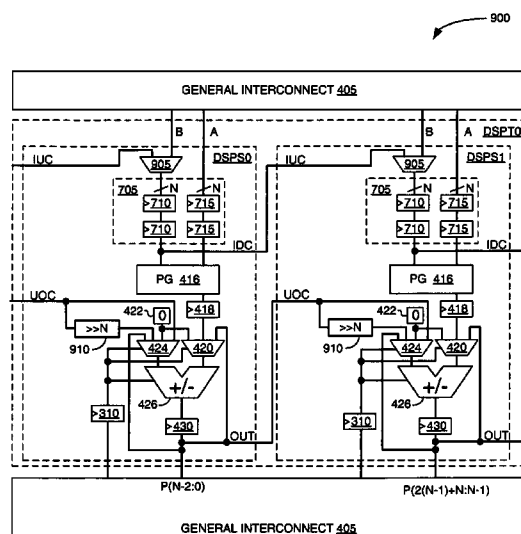 900
GENERAL INTERCONNECT 405
B A DSPT0 B A
DSPS0 DSPS1
IUC 905 IUC 905
N N N N
705 >710 >715 705 >710 >715
>710 >715 IDC >710 >715 IDC
PG 416 PG 416
UOC 422 0 >418 UOC 422 0 >418
>>N 424 420 >>N 424 420
910 910
+/- +/-
426 426
>310 >430 OUT >310 >430 OUT
P(N-2:0) P(2(N-1)+N:N-1)
GENERAL INTERCONNECT 405